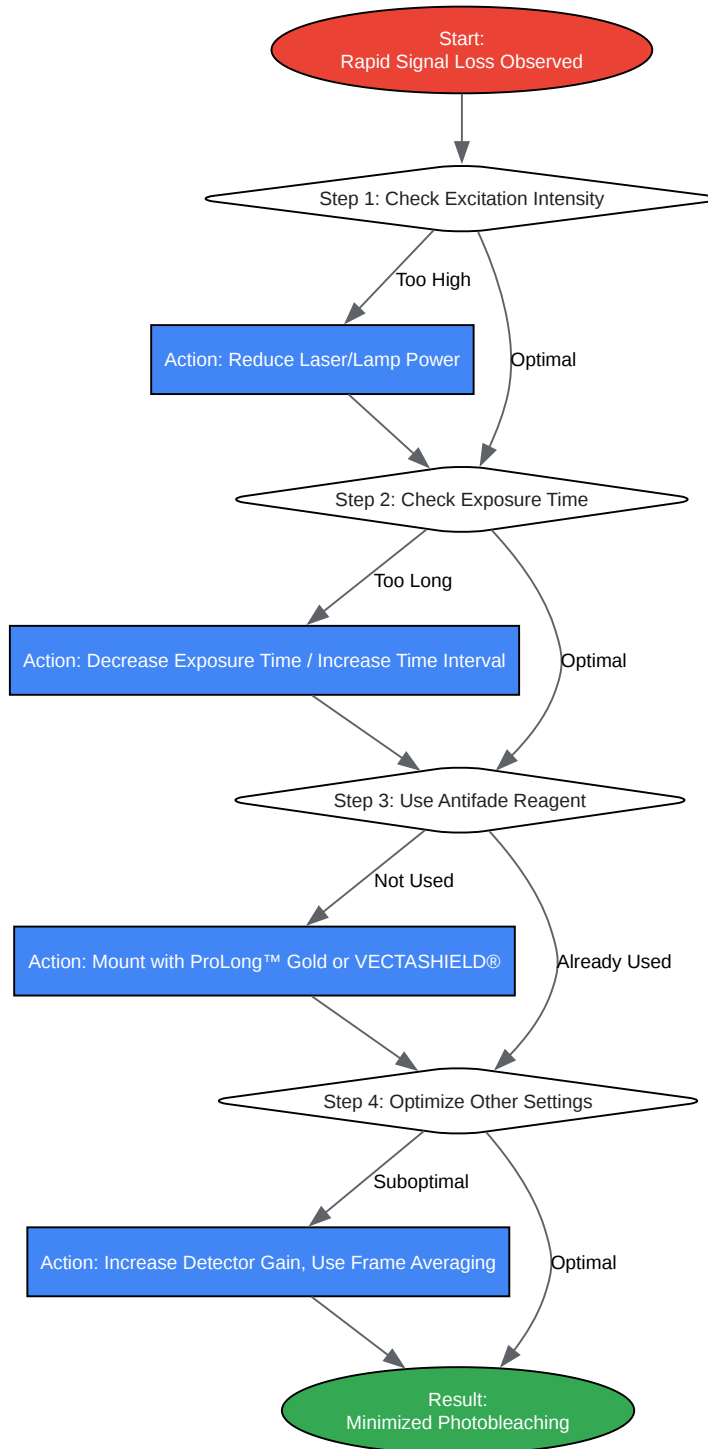 Start:
Rapid Signal Loss Observed
Step 1: Check Excitation Intensity
Too High
Action: Reduce Laser/Lamp Power
Optimal
Step 2: Check Exposure Time
Too Long
Action: Decrease Exposure Time / Increase Time Interval
Optimal
Step 3: Use Antifade Reagent
Not Used
Action: Mount with ProLong™ Gold or VECTASHIELD®
Already Used
Step 4: Optimize Other Settings
Suboptimal
Action: Increase Detector Gain, Use Frame Averaging
Optimal
Result:
Minimized Photobleaching